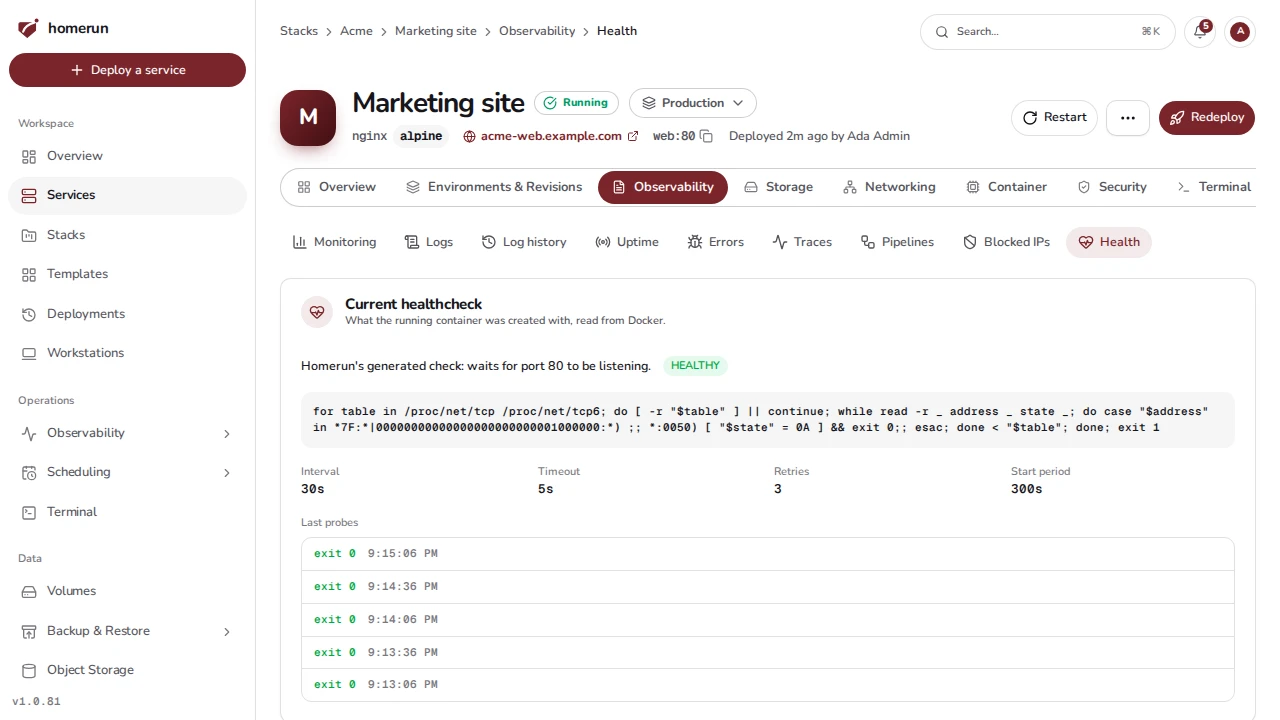 homerun
Stacks > Acme > Marketing site > Observability > Health
Search...
⌘K
5
A
Deploy a service
Workspace
Overview
Services
Stacks
Templates
Deployments
Workstations
Operations
Observability
Scheduling
Terminal
Data
Volumes
Backup & Restore
Object Storage
v1.0.81
M
Marketing site
Running
Production
nginx alpine
acme-web.example.com
web:80
Deployed 2m ago by Ada Admin
Restart
Redeploy
Overview
Environments & Revisions
Observability
Storage
Networking
Container
Security
Terminal
Monitoring
Logs
Log history
Uptime
Errors
Traces
Pipelines
Blocked IPs
Health
Current healthcheck
What the running container was created with, read from Docker.
Homerun's generated check: waits for port 80 to be listening.
HEALTHY
for table in /proc/net/tcp /proc/net/tcp6; do [ -r "$table" ] || continue; while read -r _ address _ state _; do case "$address"
in *7F:*|00000000000000000000000001000000:*) ;; *:0050) [ "$state" = 0A ] && exit 0;; esac; done < "$table"; done; exit 1
Interval
30s
Timeout
5s
Retries
3
Start period
300s
Last probes
exit 0 9:15:06 PM
exit 0 9:14:36 PM
exit 0 9:14:06 PM
exit 0 9:13:36 PM
exit 0 9:13:06 PM